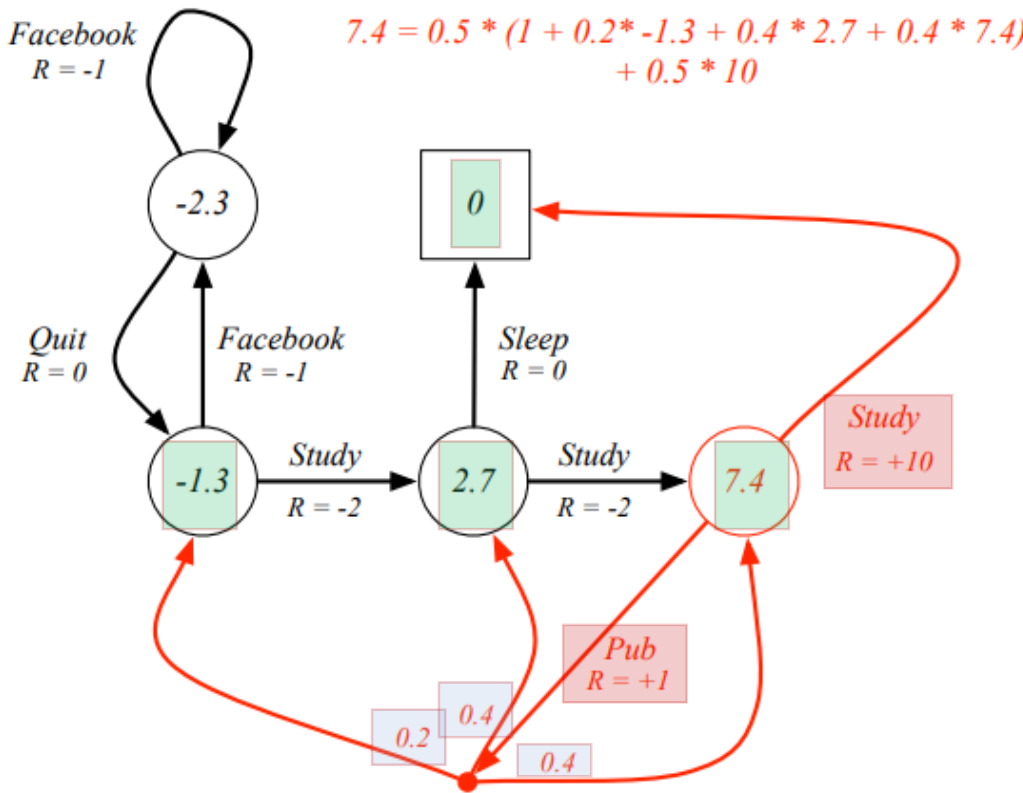 Facebook
R = -1
7.4 = 0.5 * (1 + 0.2* -1.3 + 0.4 * 2.7 + 0.4 * 7.4)
+ 0.5 * 10
-2.3
0
Quit
R = 0
Facebook
R = -1
Sleep
R = 0
Study
R = +10
-1.3
Study
R = -2
2.7
Study
R = -2
7.4
Pub
R = +1
0.2
0.4
0.4